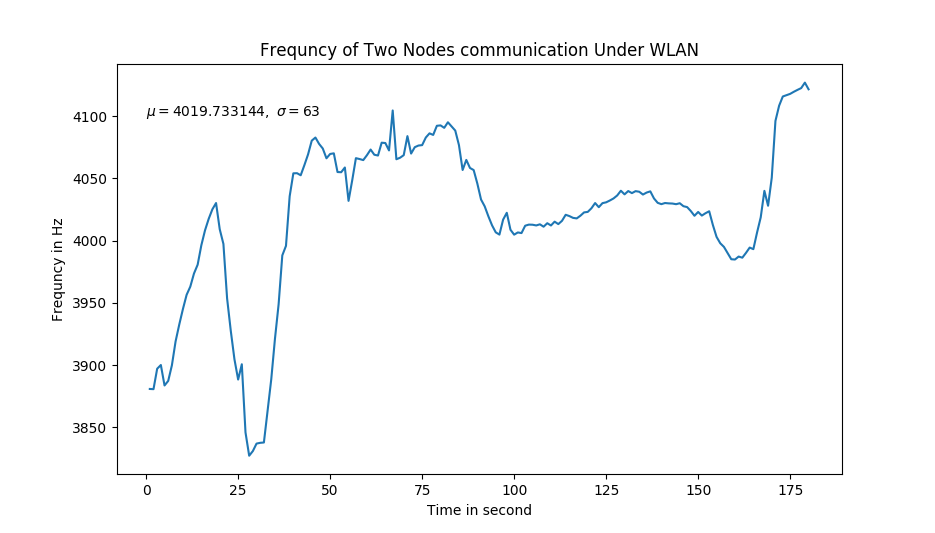 Frequncy of Two Nodes communication Under WLAN
μ = 4019.733144, σ = 63
4100
4050
4000
3950
3900
3850
Frequncy in Hz
0 25 50 75 100 125 150 175
Time in second